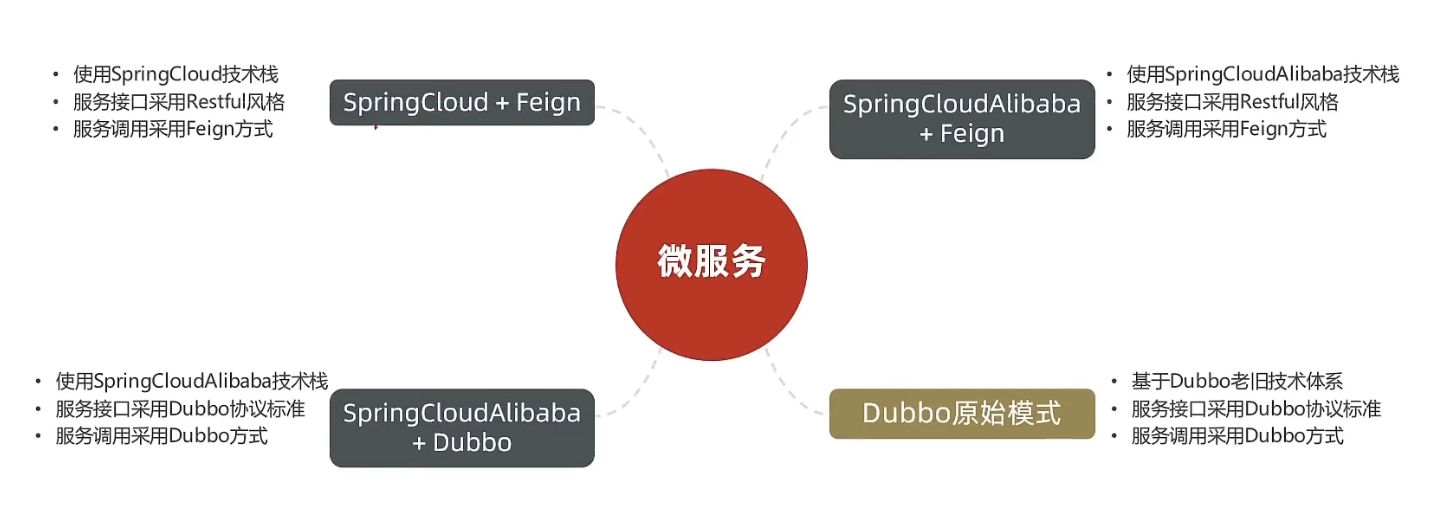 • 使用SpringCloud技术栈
• 服务接口采用Restful风格
• 服务调用采用Feign方式
SpringCloud + Feign
SpringCloudAlibaba
+ Feign
• 使用SpringCloudAlibaba技术栈
• 服务接口采用Restful风格
• 服务调用采用Feign方式
微服务
• 使用SpringCloudAlibaba技术栈
• 服务接口采用Dubbo协议标准
• 服务调用采用Dubbo方式
SpringCloudAlibaba
+ Dubbo
Dubbo原始模式
• 基于Dubbo老旧技术体系
• 服务接口采用Dubbo协议标准
• 服务调用采用Dubbo方式